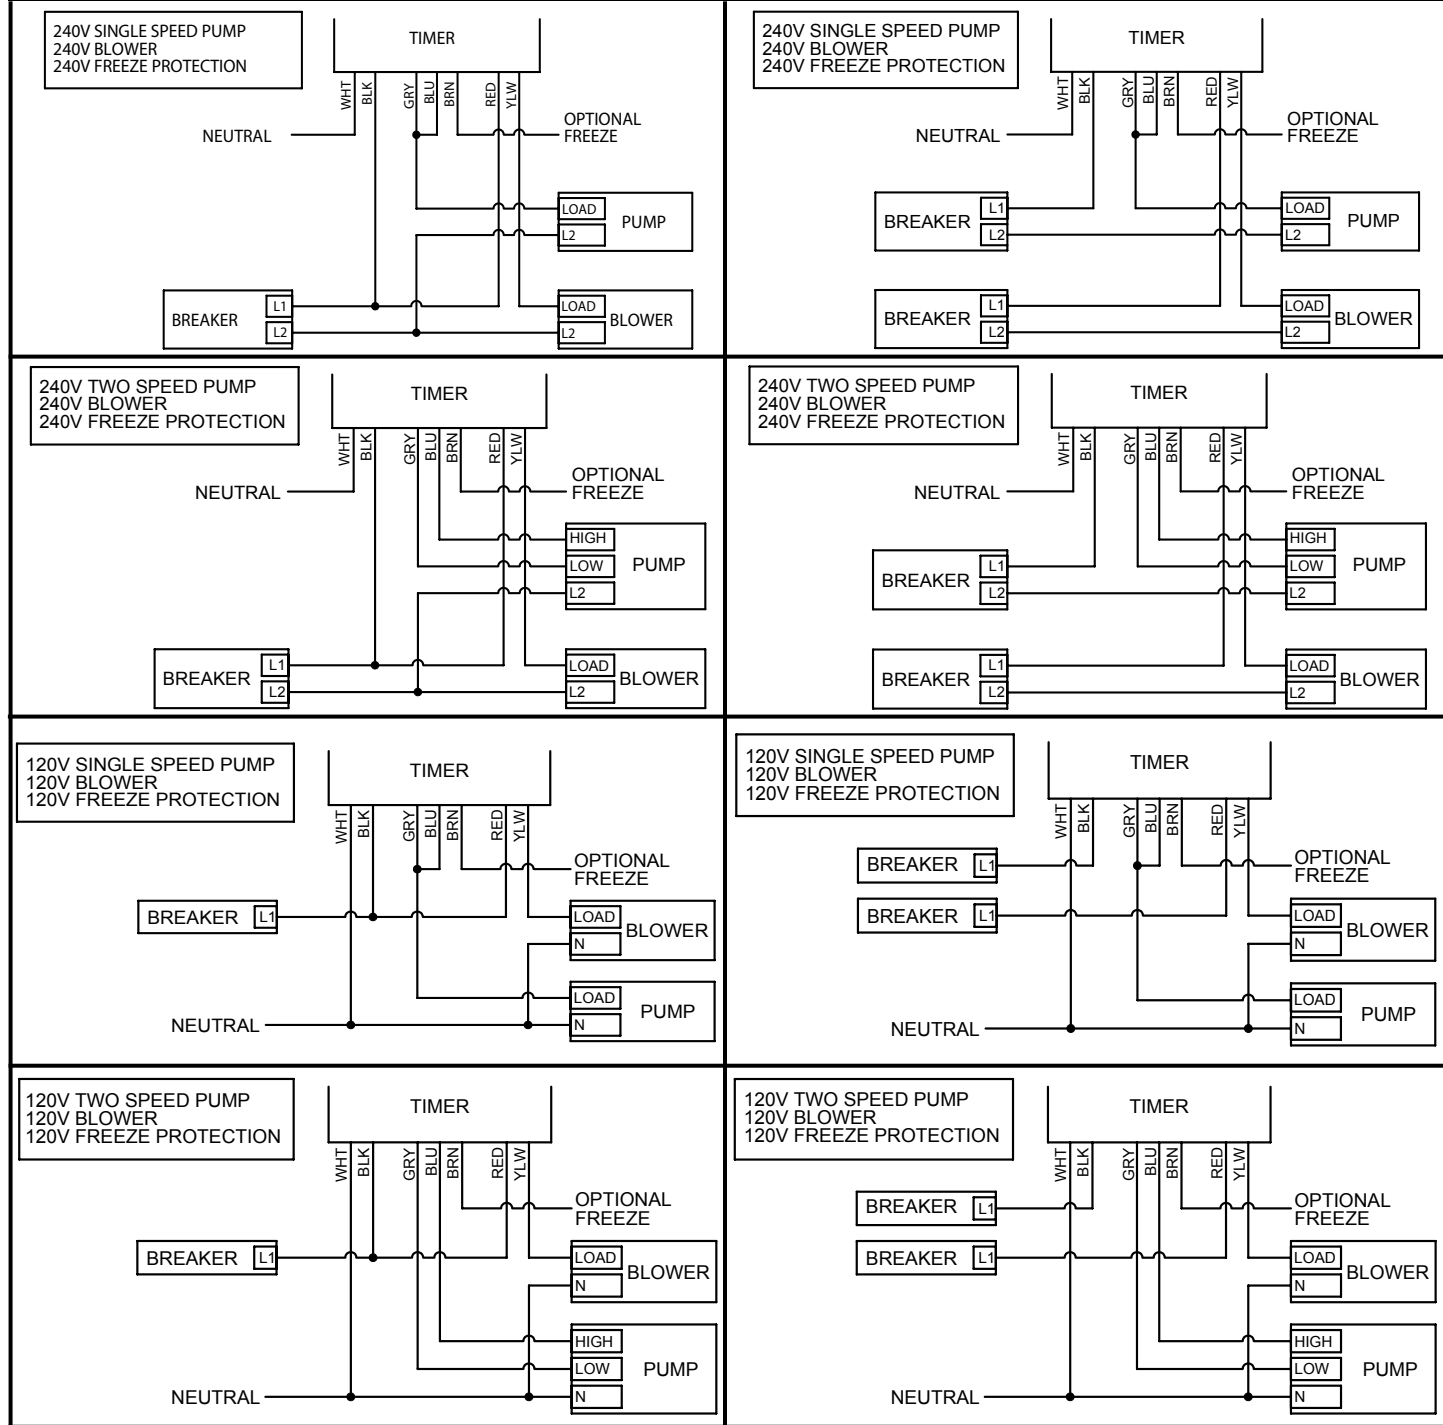 240V SINGLE SPEED PUMP
240V BLOWER
240V FREEZE PROTECTION
TIMER
WHT
BLK
GRY
BLU
BRN
RED
YLW
NEUTRAL
OPTIONAL
FREEZE
LOAD
L2
PUMP
BREAKER
L1
L2
LOAD
L2
BLOWER
240V SINGLE SPEED PUMP
240V BLOWER
240V FREEZE PROTECTION
TIMER
WHT
BLK
GRY
BLU
BRN
RED
YLW
NEUTRAL
OPTIONAL
FREEZE
BREAKER
L1
L2
LOAD
L2
PUMP
BREAKER
L1
L2
LOAD
L2
BLOWER
240V TWO SPEED PUMP
240V BLOWER
240V FREEZE PROTECTION
TIMER
WHT
BLK
GRY
BLU
BRN
RED
YLW
NEUTRAL
OPTIONAL
FREEZE
HIGH
LOW
L2
PUMP
BREAKER
L1
L2
LOAD
L2
BLOWER
240V TWO SPEED PUMP
240V BLOWER
240V FREEZE PROTECTION
TIMER
WHT
BLK
GRY
BLU
BRN
RED
YLW
NEUTRAL
OPTIONAL
FREEZE
BREAKER
L1
L2
HIGH
LOW
L2
PUMP
BREAKER
L1
L2
LOAD
L2
BLOWER
120V SINGLE SPEED PUMP
120V BLOWER
120V FREEZE PROTECTION
TIMER
WHT
BLK
GRY
BLU
BRN
RED
YLW
OPTIONAL
FREEZE
BREAKER
L1
LOAD
N
BLOWER
LOAD
N
PUMP
NEUTRAL
120V SINGLE SPEED PUMP
120V BLOWER
120V FREEZE PROTECTION
TIMER
WHT
BLK
GRY
BLU
BRN
RED
YLW
BREAKER
L1
OPTIONAL
FREEZE
BREAKER
L1
LOAD
N
BLOWER
LOAD
N
PUMP
NEUTRAL
120V TWO SPEED PUMP
120V BLOWER
120V FREEZE PROTECTION
TIMER
WHT
BLK
GRY
BLU
BRN
RED
YLW
OPTIONAL
FREEZE
BREAKER
L1
LOAD
N
BLOWER
HIGH
LOW
N
PUMP
NEUTRAL
120V TWO SPEED PUMP
120V BLOWER
120V FREEZE PROTECTION
TIMER
WHT
BLK
GRY
BLU
BRN
RED
YLW
BREAKER
L1
OPTIONAL
FREEZE
BREAKER
L1
LOAD
N
BLOWER
HIGH
LOW
N
PUMP
NEUTRAL